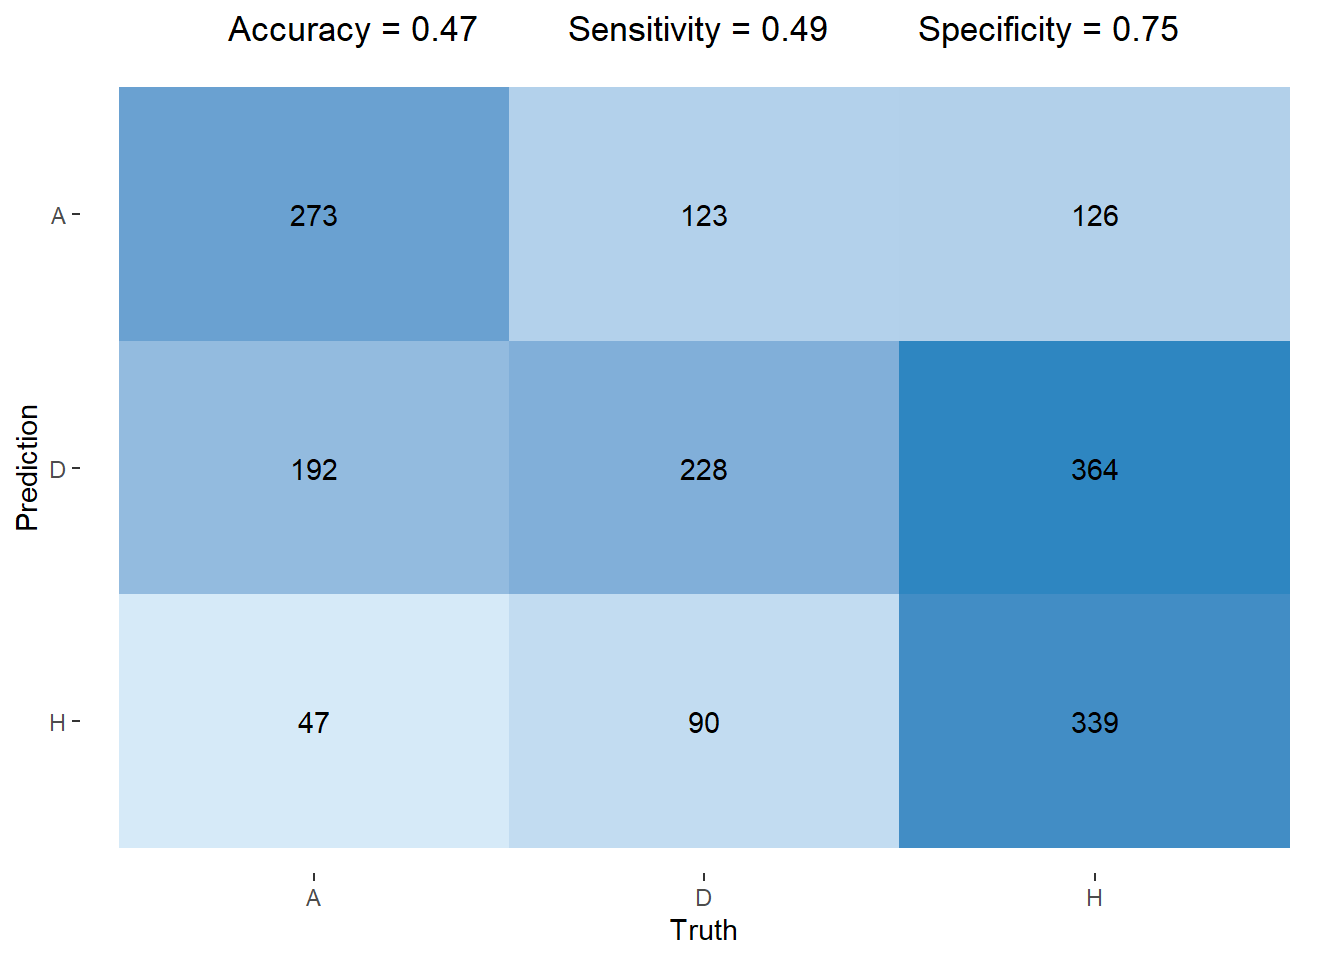 Accuracy = 0.47 Sensitivity = 0.49 Specificity = 0.75
A 273 123 126
Prediction
D 192 228 364
H 47 90 339
A D H
Truth